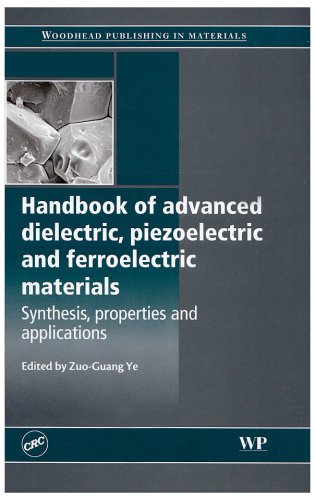 WOODHEAD PUBLISHING IN MATERIALS
Handbook of advanced
dielectric, piezoelectric
and ferroelectric
materials
Synthesis, properties and
applications
Edited by Zuo-Guang Ye
CRC
WP